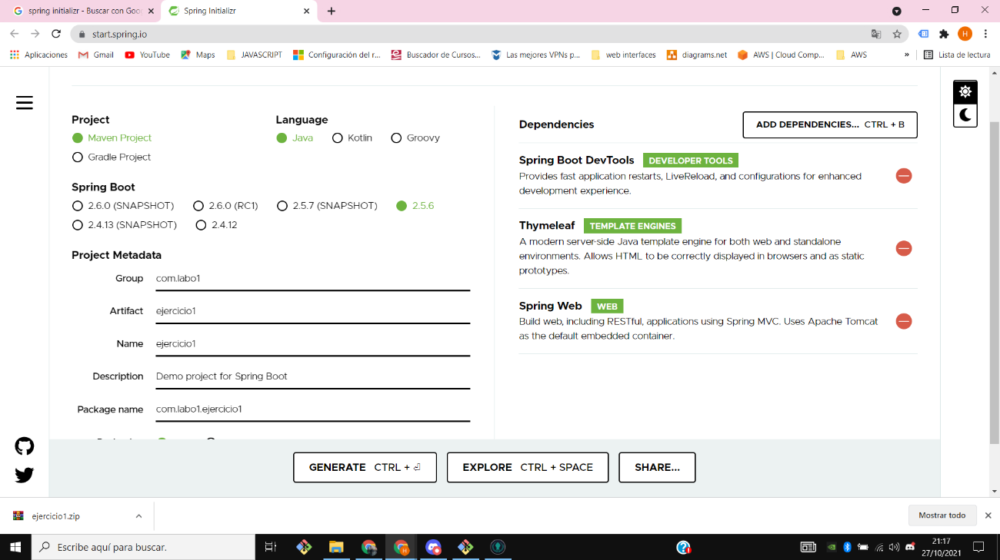 spring initializr - Buscar con Goo
Spring Initializr
start.spring.io
Aplicaciones
Gmail
YouTube
Maps
JAVASCRIPT
Configuración del r...
Buscador de Cursos...
Las mejores VPNs p...
web interfaces
diagrams.net
AWS | Cloud Comp...
AWS
»
Lista de lectura
Project
Maven Project
Gradle Project
Language
Java
Kotlin
Groovy
Spring Boot
2.6.0 (SNAPSHOT)
2.6.0 (RC1)
2.5.7 (SNAPSHOT)
2.5.6
2.4.13 (SNAPSHOT)
2.4.12
Project Metadata
Group com.labo1
Artifact ejercicio1
Name ejercicio1
Description Demo project for Spring Boot
Package name com.labo1.ejercicio1
Dependencies
ADD DEPENDENCIES... CTRL + B
Spring Boot DevTools DEVELOPER TOOLS
Provides fast application restarts, LiveReload, and configurations for enhanced
development experience.
Thymeleaf TEMPLATE ENGINES
A modern server-side Java template engine for both web and standalone
environments. Allows HTML to be correctly displayed in browsers and as static
prototypes.
Spring Web WEB
Build web, including RESTful, applications using Spring MVC. Uses Apache Tomcat
as the default embedded container.
GENERATE CTRL + ⏎
EXPLORE CTRL + SPACE
SHARE...
ejercicio1.zip
Mostrar todo
Escribe aquí para buscar.
21:17
27/10/2021